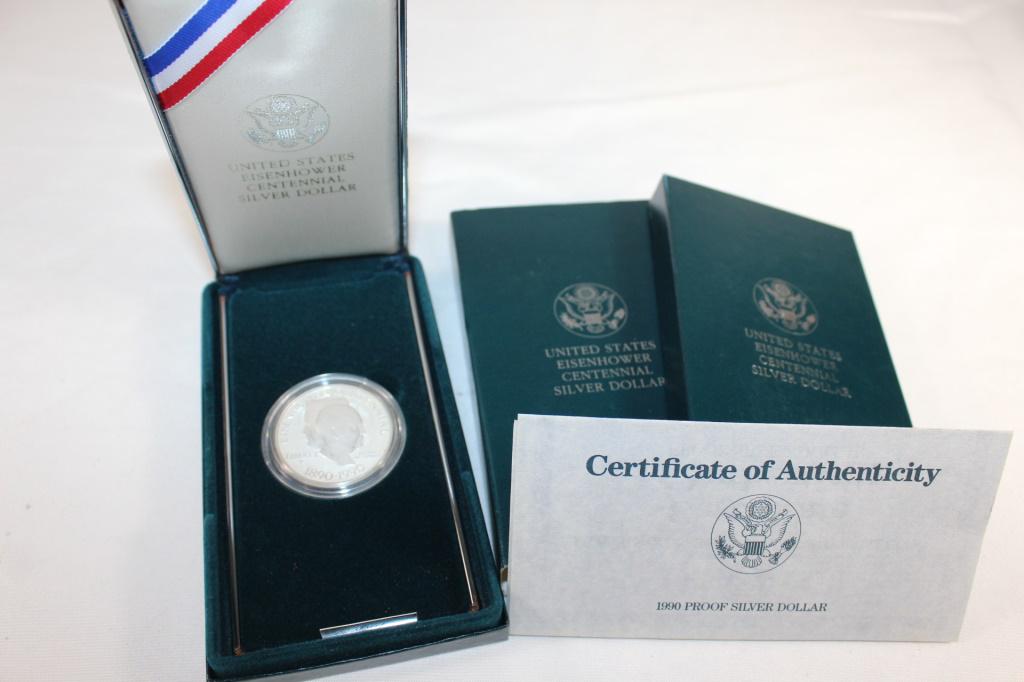 UNITED STATES
EISENHOWER
CENTENNIAL
SILVER DOLLAR
1890-1990
UNITED STATES
EISENHOWER
CENTENNIAL
SILVER DOLLAR
UNITED STATES
EISENHOWER
CENTENNIAL
SILVER DOLLAR
Certificate of Authenticity
1990 PROOF SILVER DOLLAR